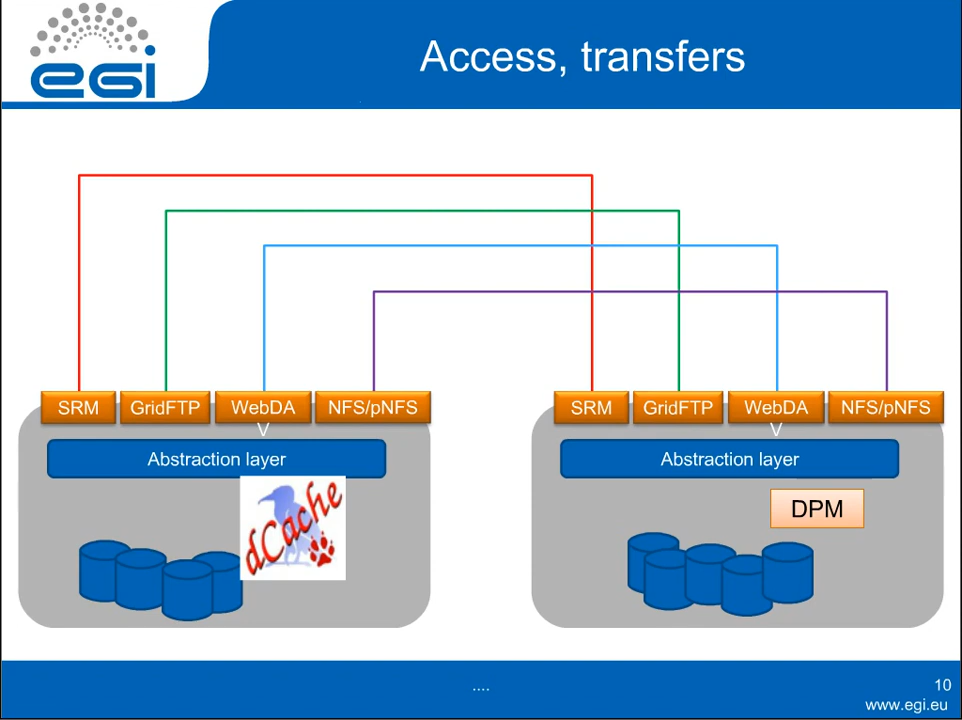 egi
Access, transfers
SRM GridFTP WebDA
V NFS/pNFS
SRM GridFTP WebDA
V NFS/pNFS
Abstraction layer
Abstraction layer
dCache
DPM
....
10
www.egi.eu